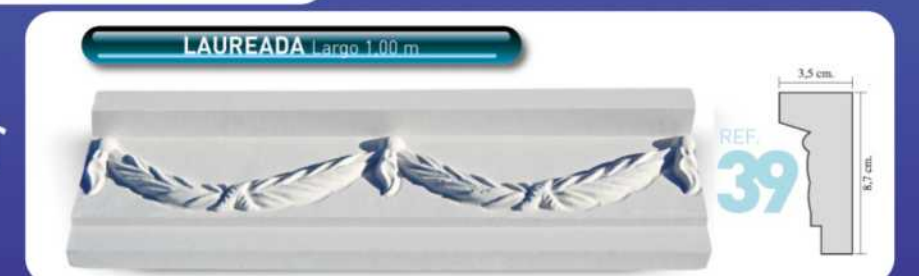 LAUREADA Largo 1,00 m
3,5 cm.
REF.
39
8,7 cm.